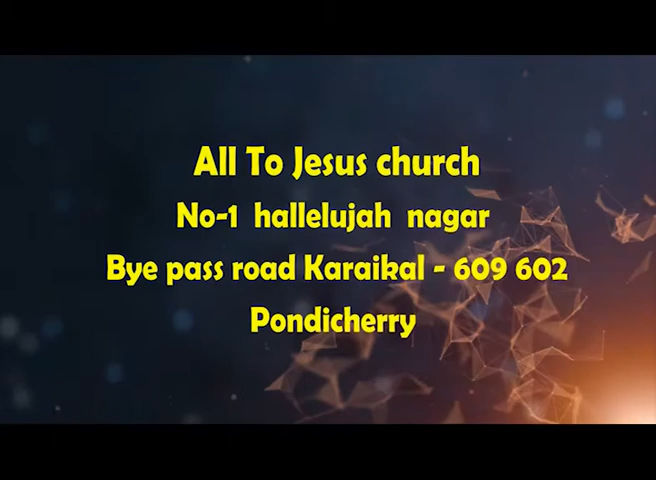 All To Jesus church
No-1 hallelujah nagar
Bye pass road Karaikal - 609 602
Pondicherry